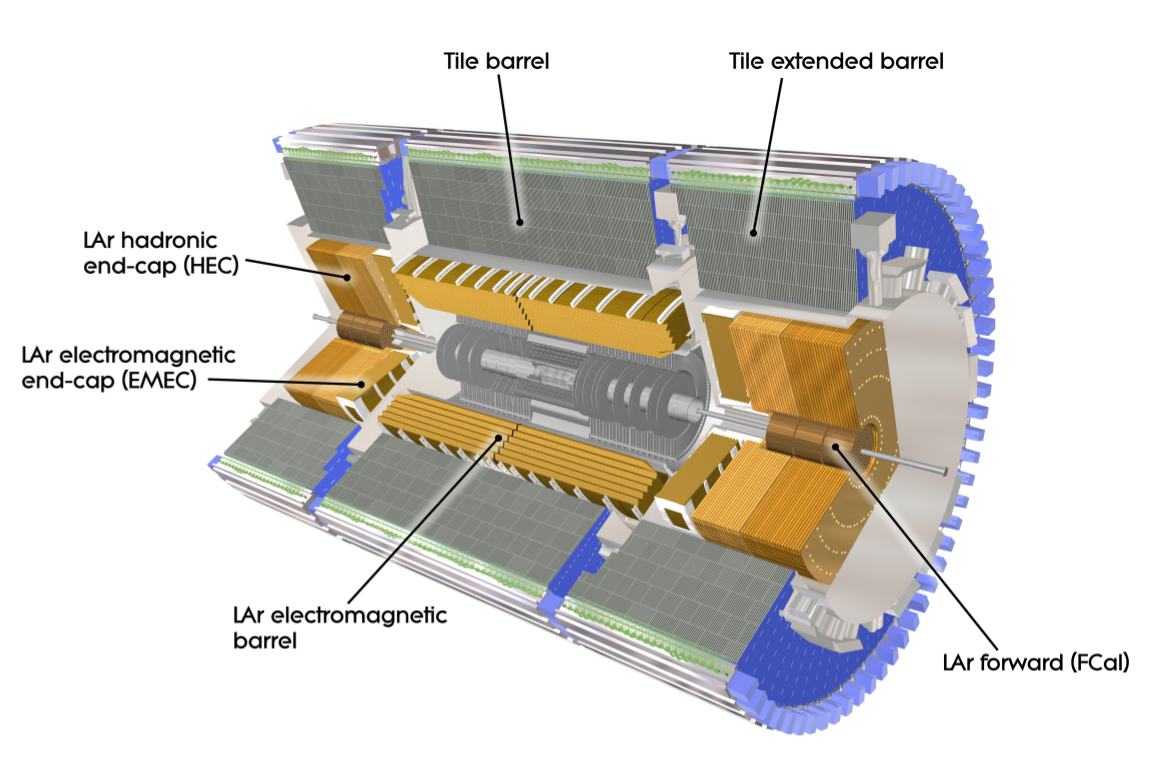 Tile barrel
Tile extended barrel
LAr hadronic
end-cap (HEC)
LAr electromagnetic
end-cap (EMEC)
LAr electromagnetic
barrel
LAr forward (FCal)